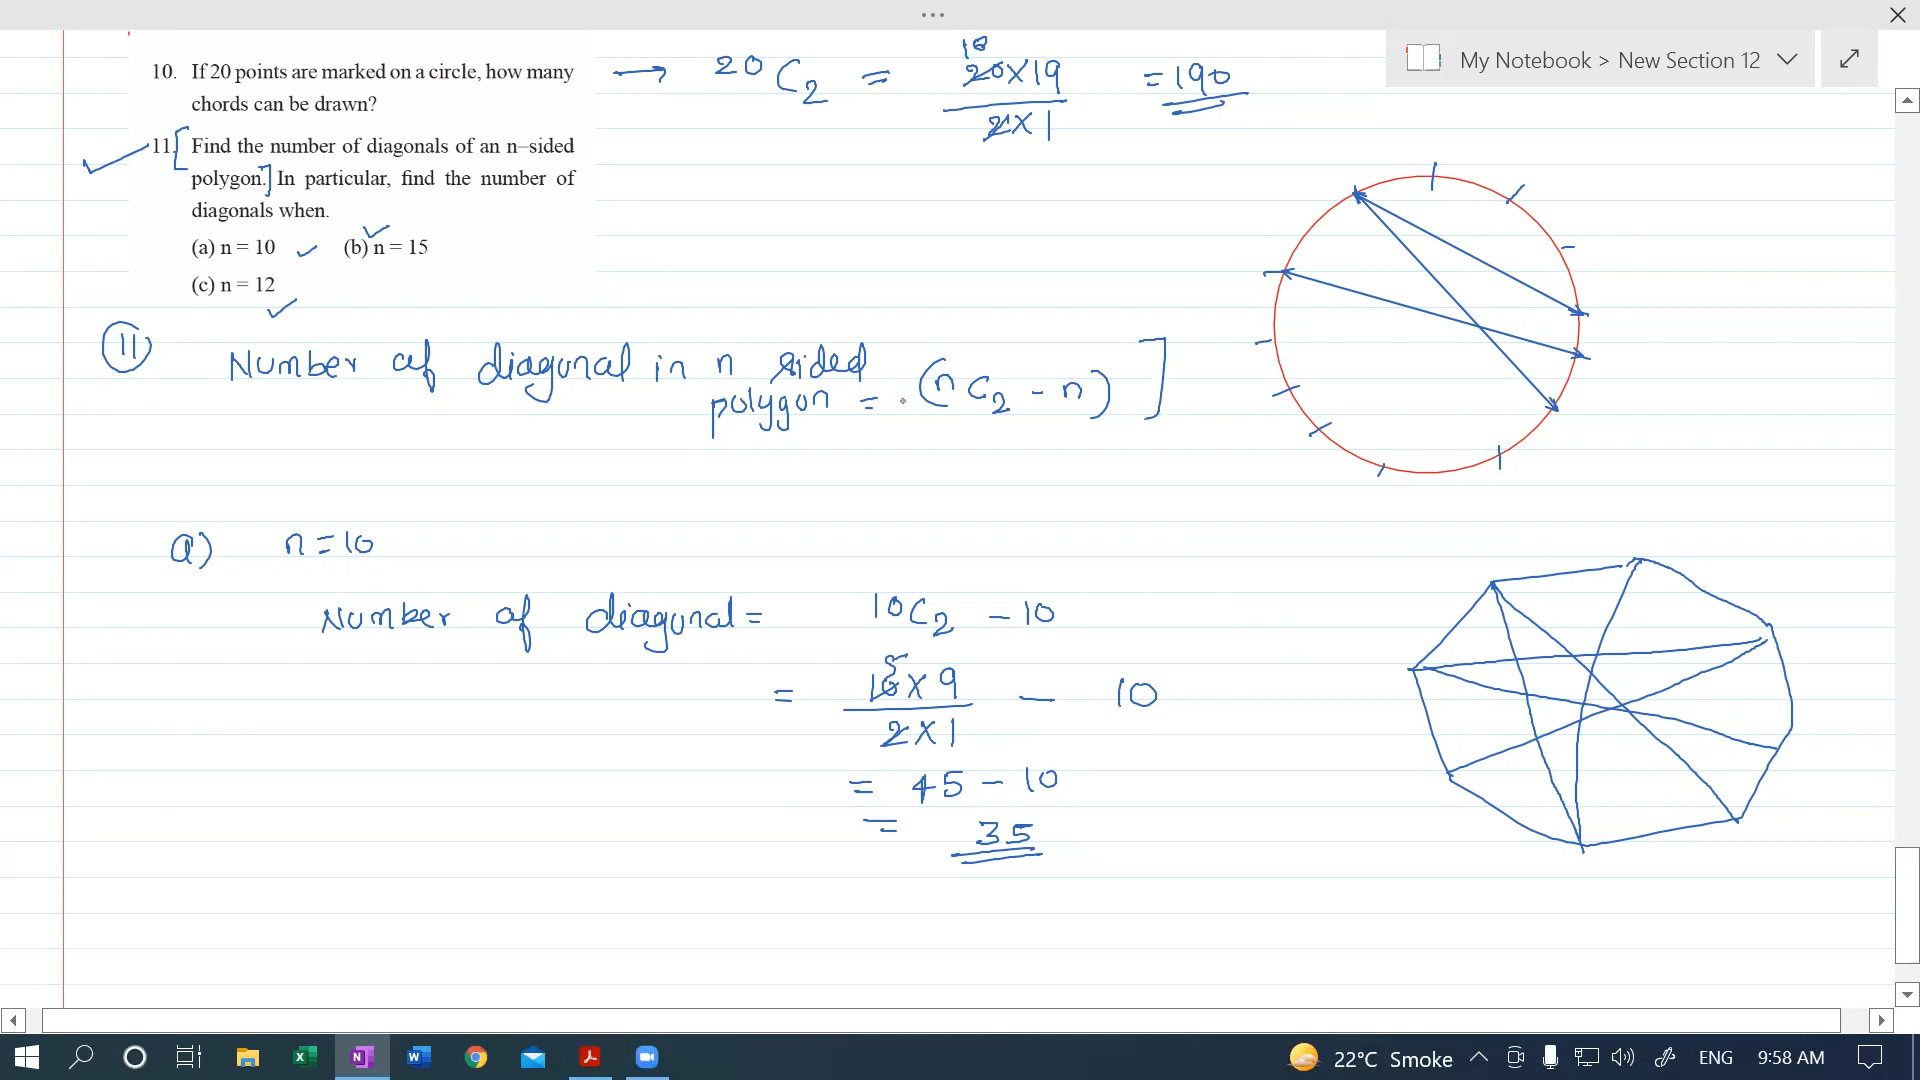 My Notebook > New Section 12
10. If 20 points are marked on a circle, how many
chords can be drawn?
→ 20C2 = 20×19 / 2×1 = 190
10
11. Find the number of diagonals of an n–sided
polygon. In particular, find the number of
diagonals when.
(a) n = 10 (b) n = 15
(c) n = 12
11 Number of diagonal in n sided
polygon = (nC2 - n)
a) n = 10
Number of diagonal = 10C2 - 10
= 10×9 / 2×1 - 10
5
= 45 - 10
= 35
22°C Smoke ENG 9:58 AM